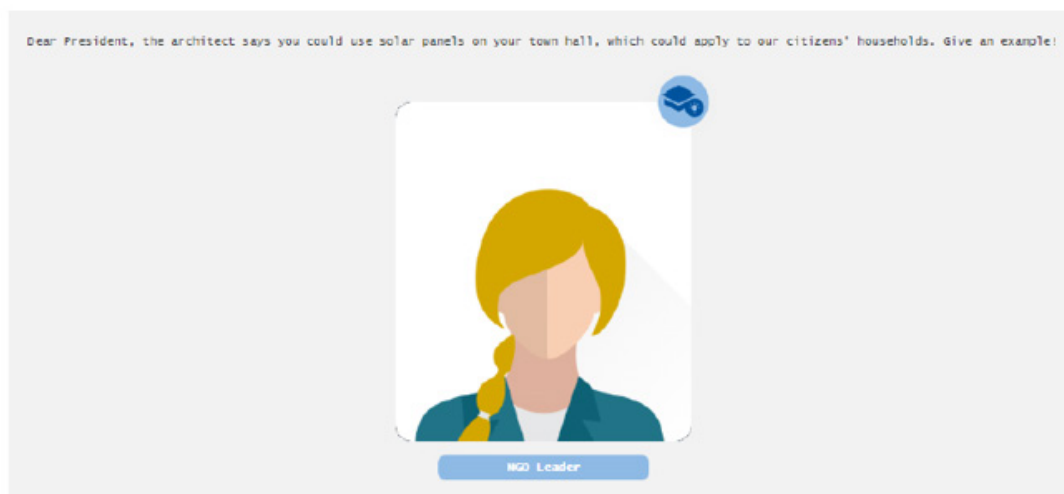 Dear President, the architect says you could use solar panels on your town hall, which could apply to our citizens' households. Give an example!
NGO Leader